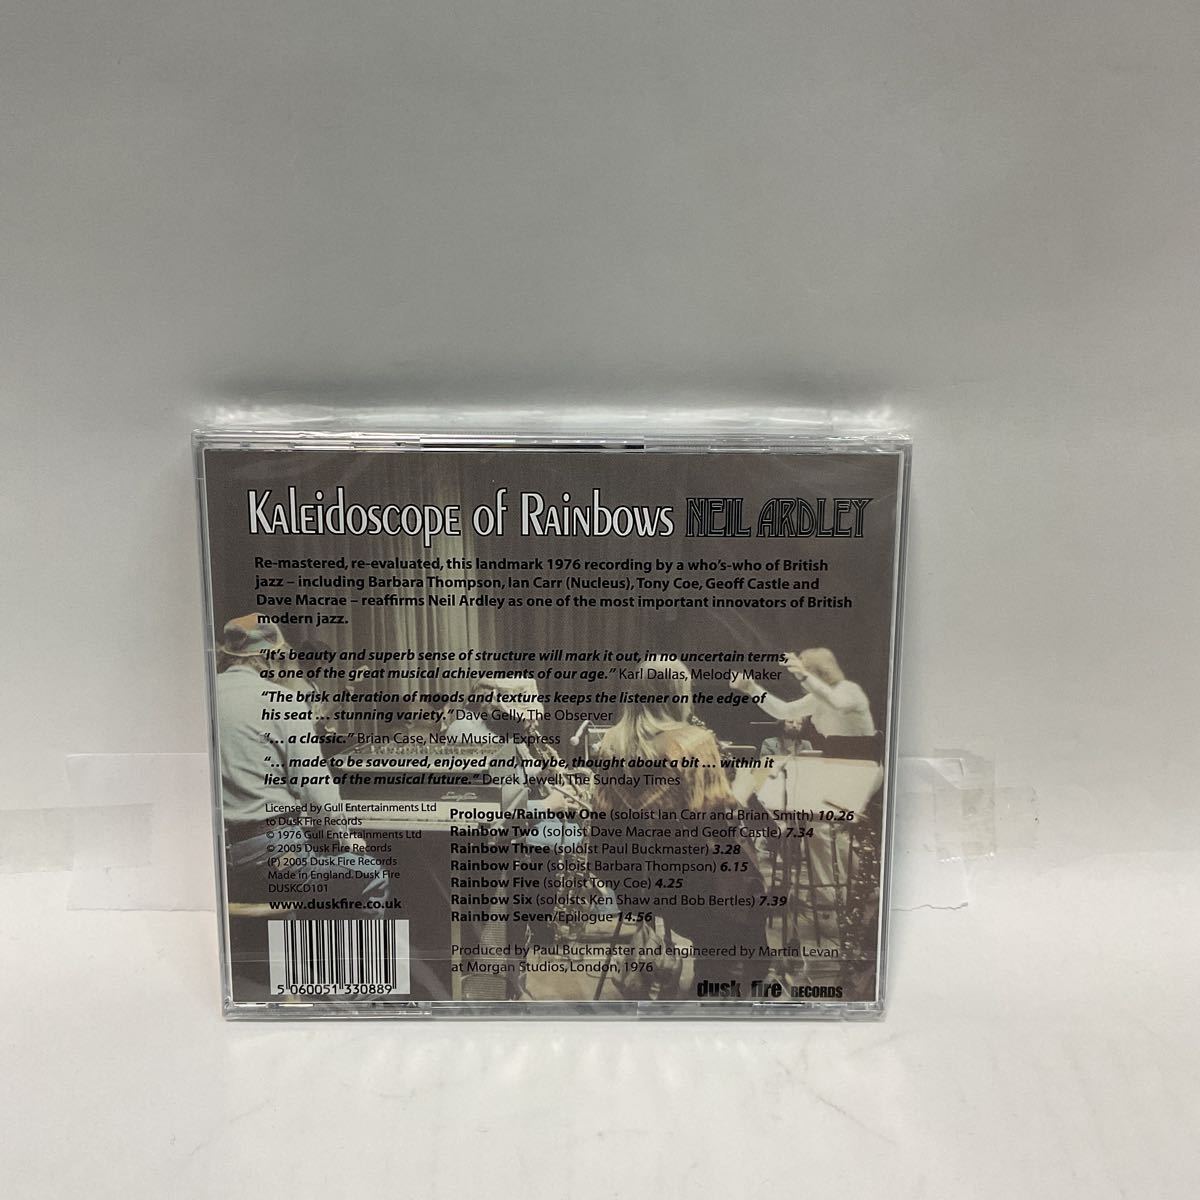 Kaleidoscope of Rainbows NEIL ARDLEY
Re-mastered, re-evaluated, this landmark 1976 recording by a who's-who of British
jazz – including Barbara Thompson, Ian Carr (Nucleus), Tony Coe, Geoff Castle and
Dave Macrae – reaffirms Neil Ardley as one of the most important innovators of British
modern jazz.
"It's beauty and superb sense of structure will mark it out, in no uncertain terms,
as one of the great musical achievements of our age." Karl Dallas, Melody Maker
"The brisk alteration of moods and textures keeps the listener on the edge of
his seat ... stunning variety." Dave Gelly, The Observer
"... a classic." Brian Case, New Musical Express
"... made to be savoured, enjoyed and, maybe, thought about a bit ... within it
lies a part of the musical future." Derek Jewell, The Sunday Times
Licensed by Gull Entertainments Ltd
to Dusk Fire Records
© 1976 Gull Entertainments Ltd
© 2005 Dusk Fire Records
(P) 2005 Dusk Fire Records
Made in England. Dusk Fire
DUSKCD101
www.duskfire.co.uk
5 060051 330889
Prologue/Rainbow One (soloist Ian Carr and Brian Smith) 10.26
Rainbow Two (soloist Dave Macrae and Geoff Castle) 7.34
Rainbow Three (soloist Paul Buckmaster) 3.28
Rainbow Four (soloist Barbara Thompson) 6.15
Rainbow Five (soloist Tony Coe) 4.25
Rainbow Six (soloists Ken Shaw and Bob Bertles) 7.39
Rainbow Seven/Epilogue 14.56
Produced by Paul Buckmaster and engineered by Martin Levan
at Morgan Studios, London, 1976
dusk fire RECORDS